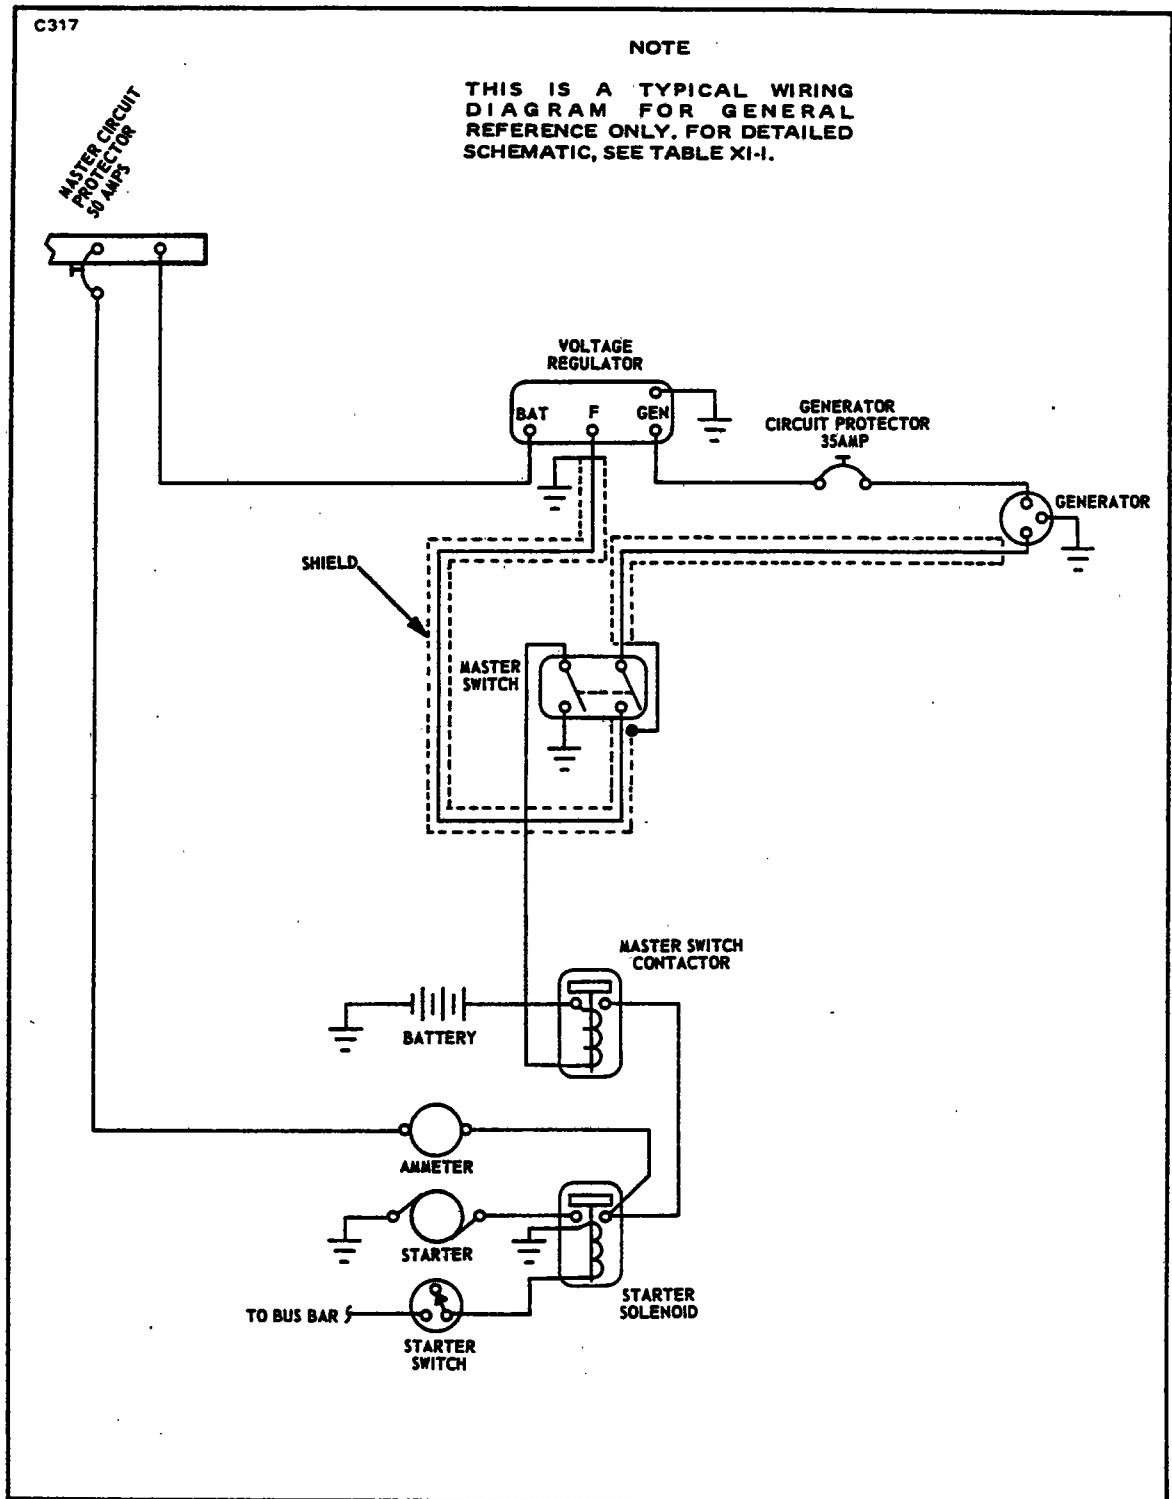 C317
NOTE
THIS IS A TYPICAL WIRING
DIAGRAM FOR GENERAL
REFERENCE ONLY. FOR DETAILED
SCHEMATIC, SEE TABLE XI-I.
MASTER CIRCUIT
PROTECTOR
50 AMPS
VOLTAGE
REGULATOR
BAT F GEN
GENERATOR
CIRCUIT PROTECTOR
35AMP
GENERATOR
SHIELD
MASTER
SWITCH
MASTER SWITCH
CONTACTOR
BATTERY
AMMETER
STARTER
STARTER
SOLENOID
TO BUS BAR
STARTER
SWITCH